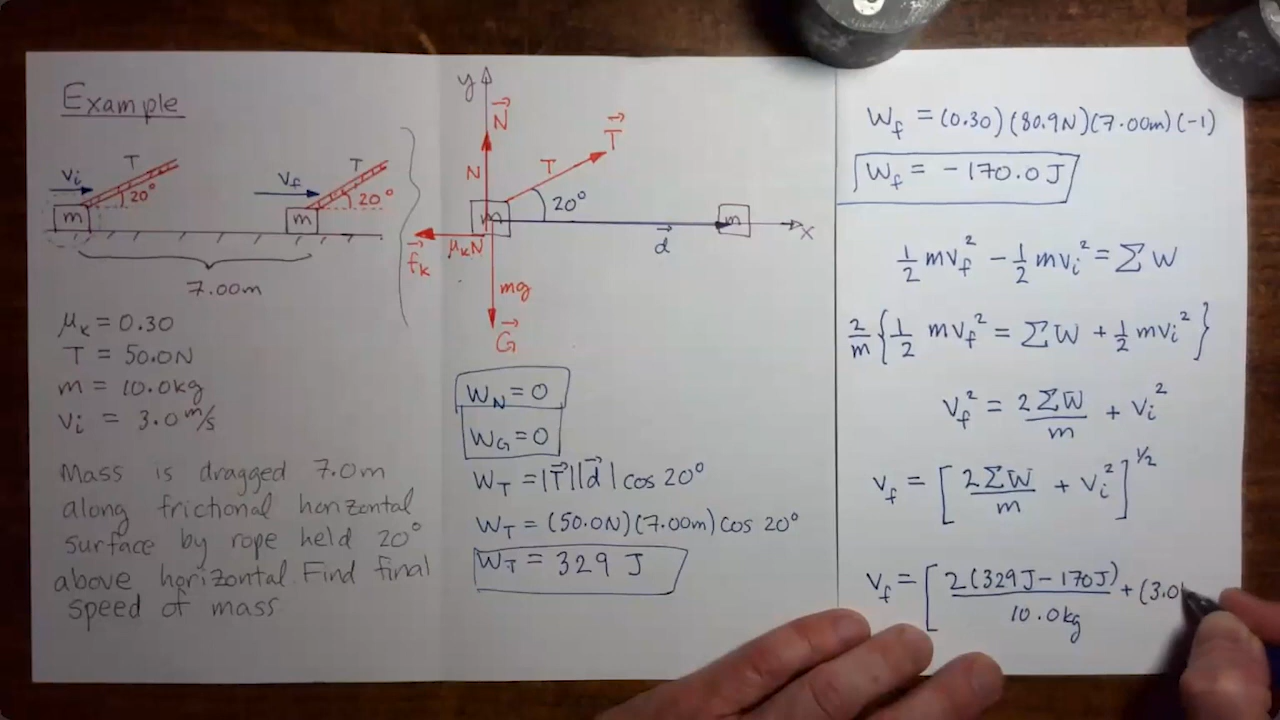 Example
vi T 20° m
vf T 20° m
7.00m
μk = 0.30
T = 50.0N
m = 10.0kg
vi = 3.0 m/s
Mass is dragged 7.0m
along frictional horizontal
surface by rope held 20°
above horizontal. Find final
speed of mass
y
N⃗
T⃗
N T
m 20° m x
μkN d⃗
f⃗k
mg
G⃗
WN = 0
WG = 0
WT = |T⃗||d⃗|cos 20°
WT = (50.0N)(7.00m)cos 20°
WT = 329 J
Wf = (0.30)(80.9N)(7.00m)(-1)
Wf = -170.0J
1/2 mvf² - 1/2 mvi² = ΣW
2/m {1/2 mvf² = ΣW + 1/2 mvi²}
vf² = 2ΣW/m + vi²
vf = [2ΣW/m + vi²]^1/2
vf = [2(329J-170J)/10.0kg + (3.0